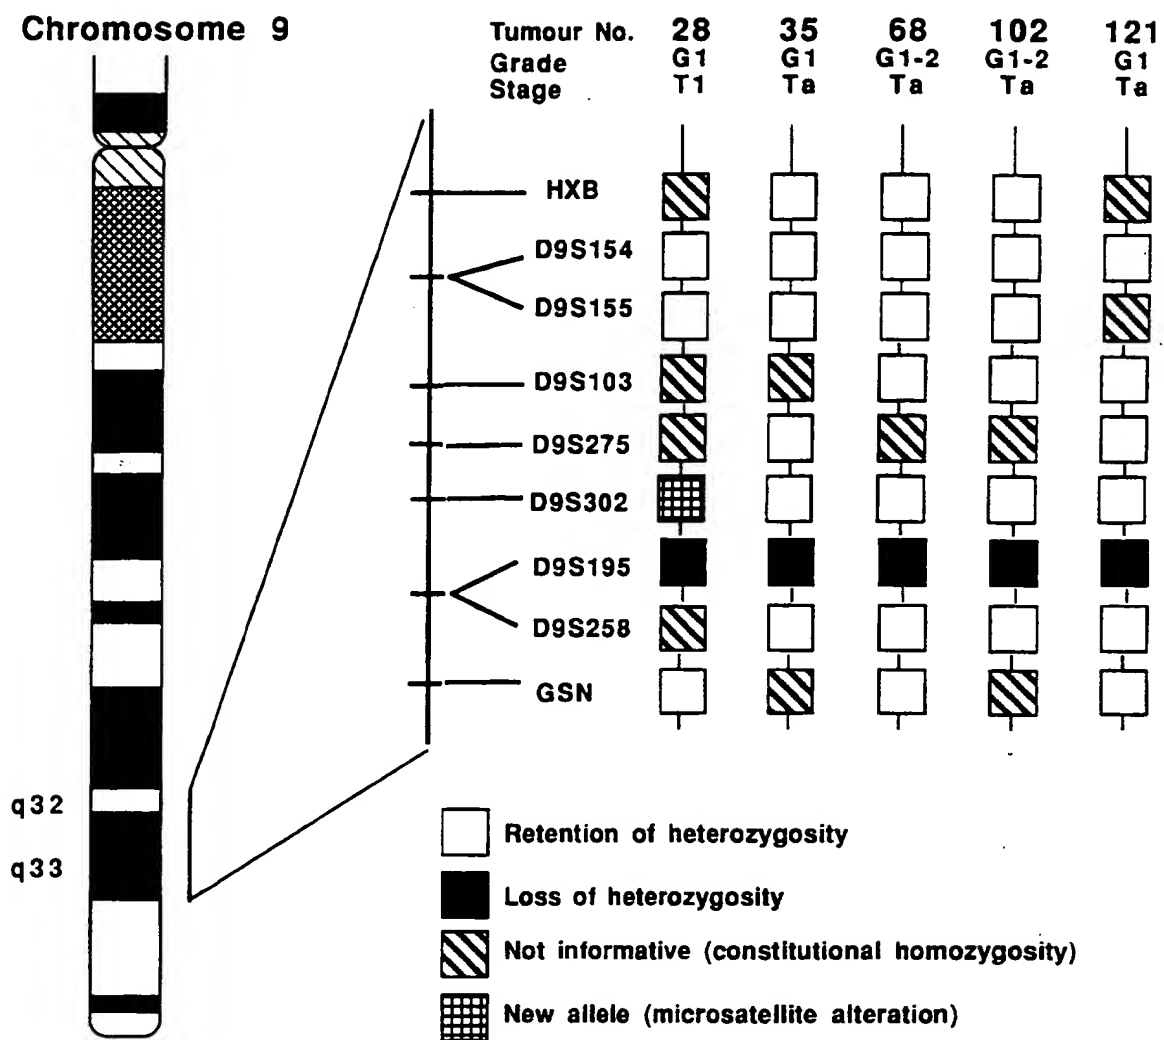 Chromosome 9
Tumour No. 28 35 68 102 121
Grade G1 G1 G1-2 G1-2 G1
Stage T1 Ta Ta Ta Ta
HXB
D9S154
D9S155
D9S103
D9S275
D9S302
D9S195
D9S258
GSN
q32
q33
Retention of heterozygosity
Loss of heterozygosity
Not informative (constitutional homozygosity)
New allele (microsatellite alteration)